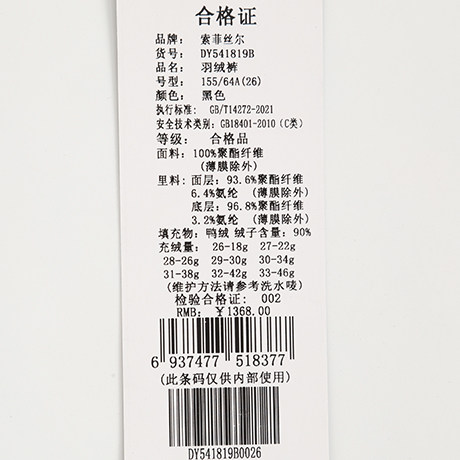 合格证
品牌: 索菲丝尔
货号: DY541819B
品名: 羽绒裤
号型: 155/64A(26)
颜色: 黑色
执行标准: GB/T14272-2021
安全技术类别: GB18401-2010 (C类)
等级: 合格品
面料: 100%聚酯纤维
(薄膜除外)
里料: 面层: 93.6%聚酯纤维
6.4%氨纶 (薄膜除外)
底层: 96.8%聚酯纤维
3.2%氨纶 (薄膜除外)
填充物: 鸭绒 绒子含量: 90%
充绒量: 26-18g 27-22g
28-26g 29-30g 30-34g
31-38g 32-42g 33-46g
(维护方法请参考洗水唛)
检验合格证: 002
RMB: ¥1368.00
6 937477 518377
(此条码仅供内部使用)
DY541819B0026